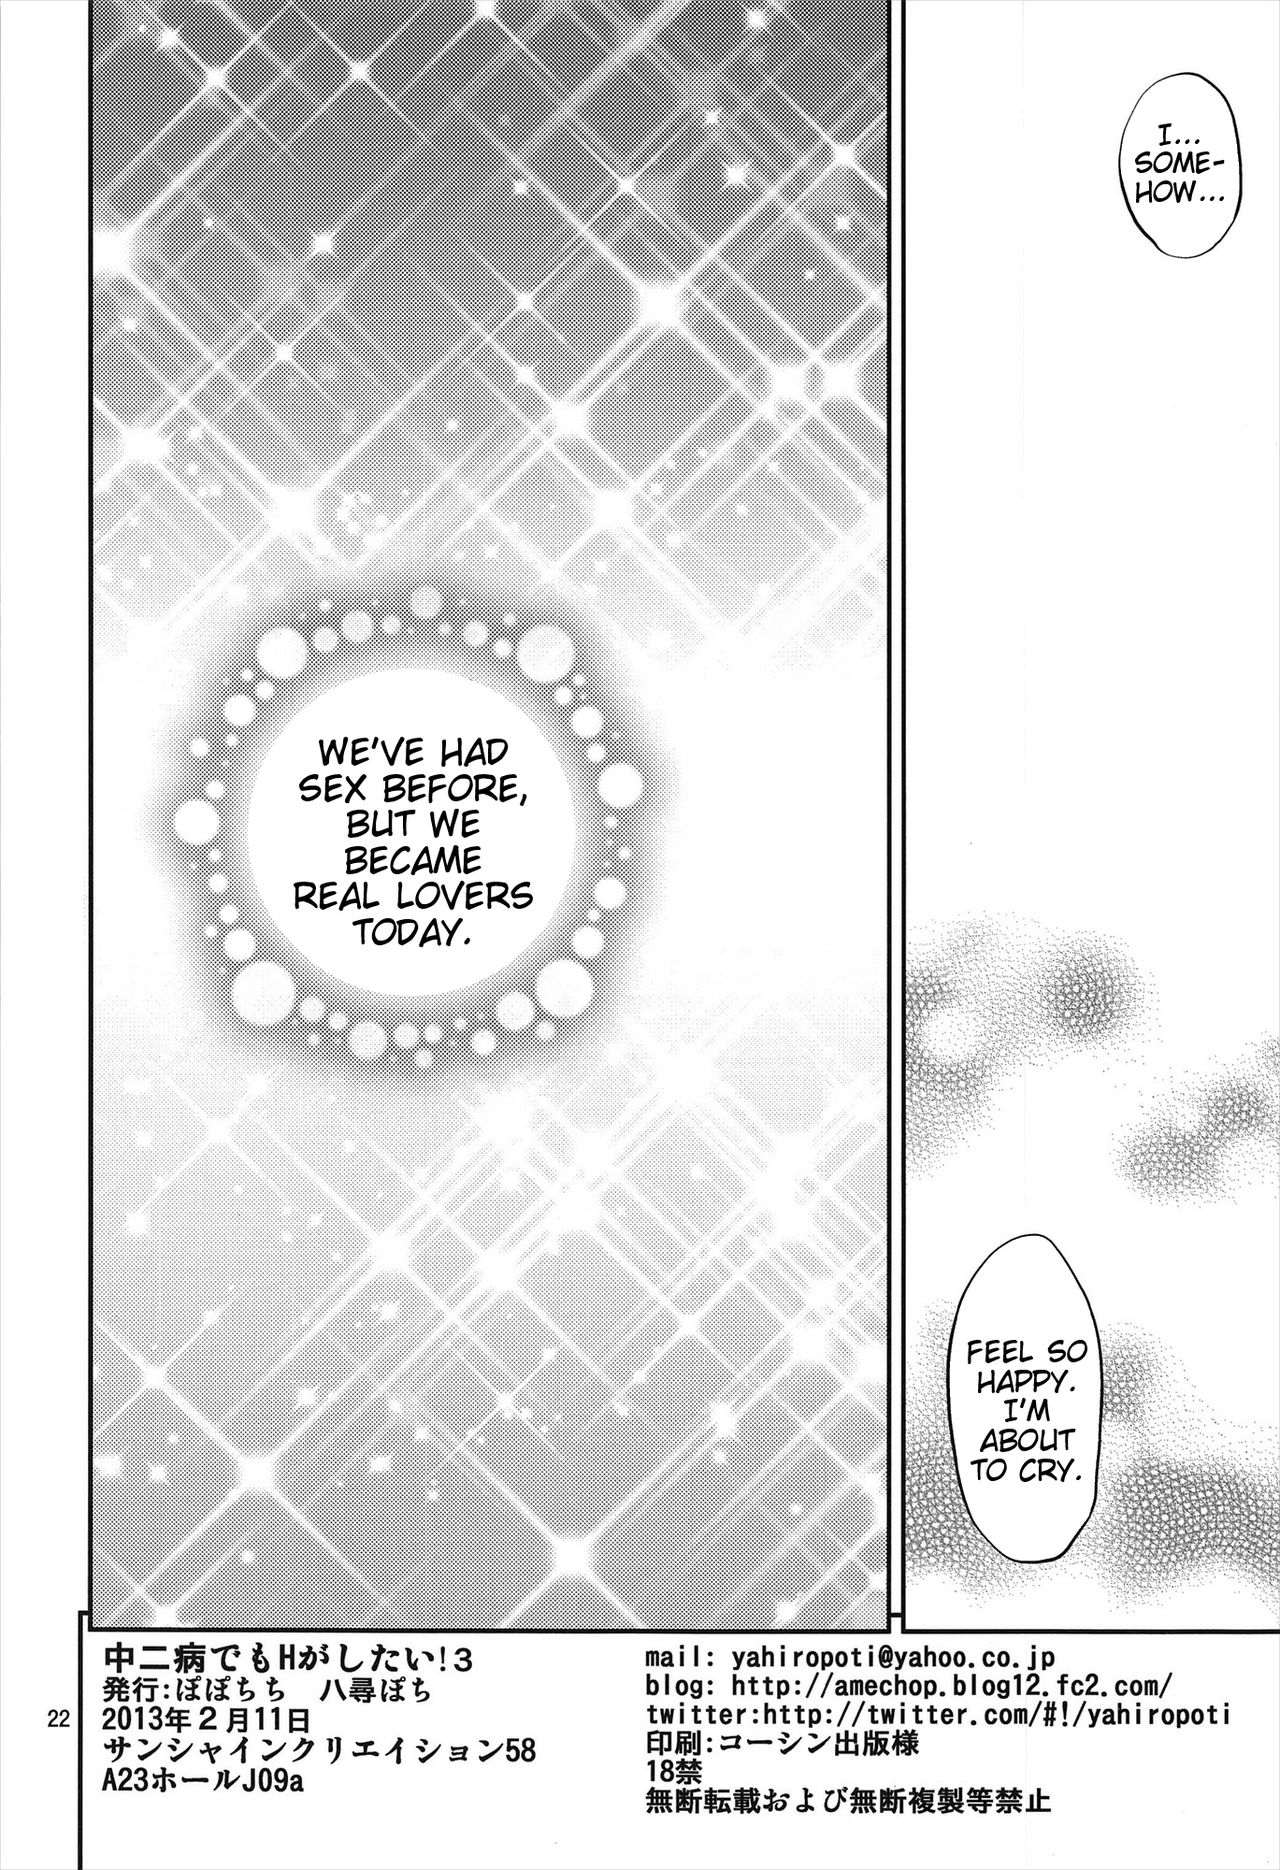 I...
SOME-
HOW...
FEEL SO
HAPPY.
I'M
ABOUT
TO CRY.
WE'VE HAD
SEX BEFORE,
BUT WE
BECAME
REAL LOVERS
TODAY.
中二病でもHがしたい!3
発行:ぽぽちち 八尋ぽち
2013年2月11日
サンシャインクリエイション58
A23ホールJ09a
mail: yahiropoti@yahoo.co.jp
blog: http://amechop.blog12.fc2.com/
twitter:http://twitter.com/#!/yahiropoti
印刷:コーシン出版様
18禁
無断転載および無断複製等禁止
22